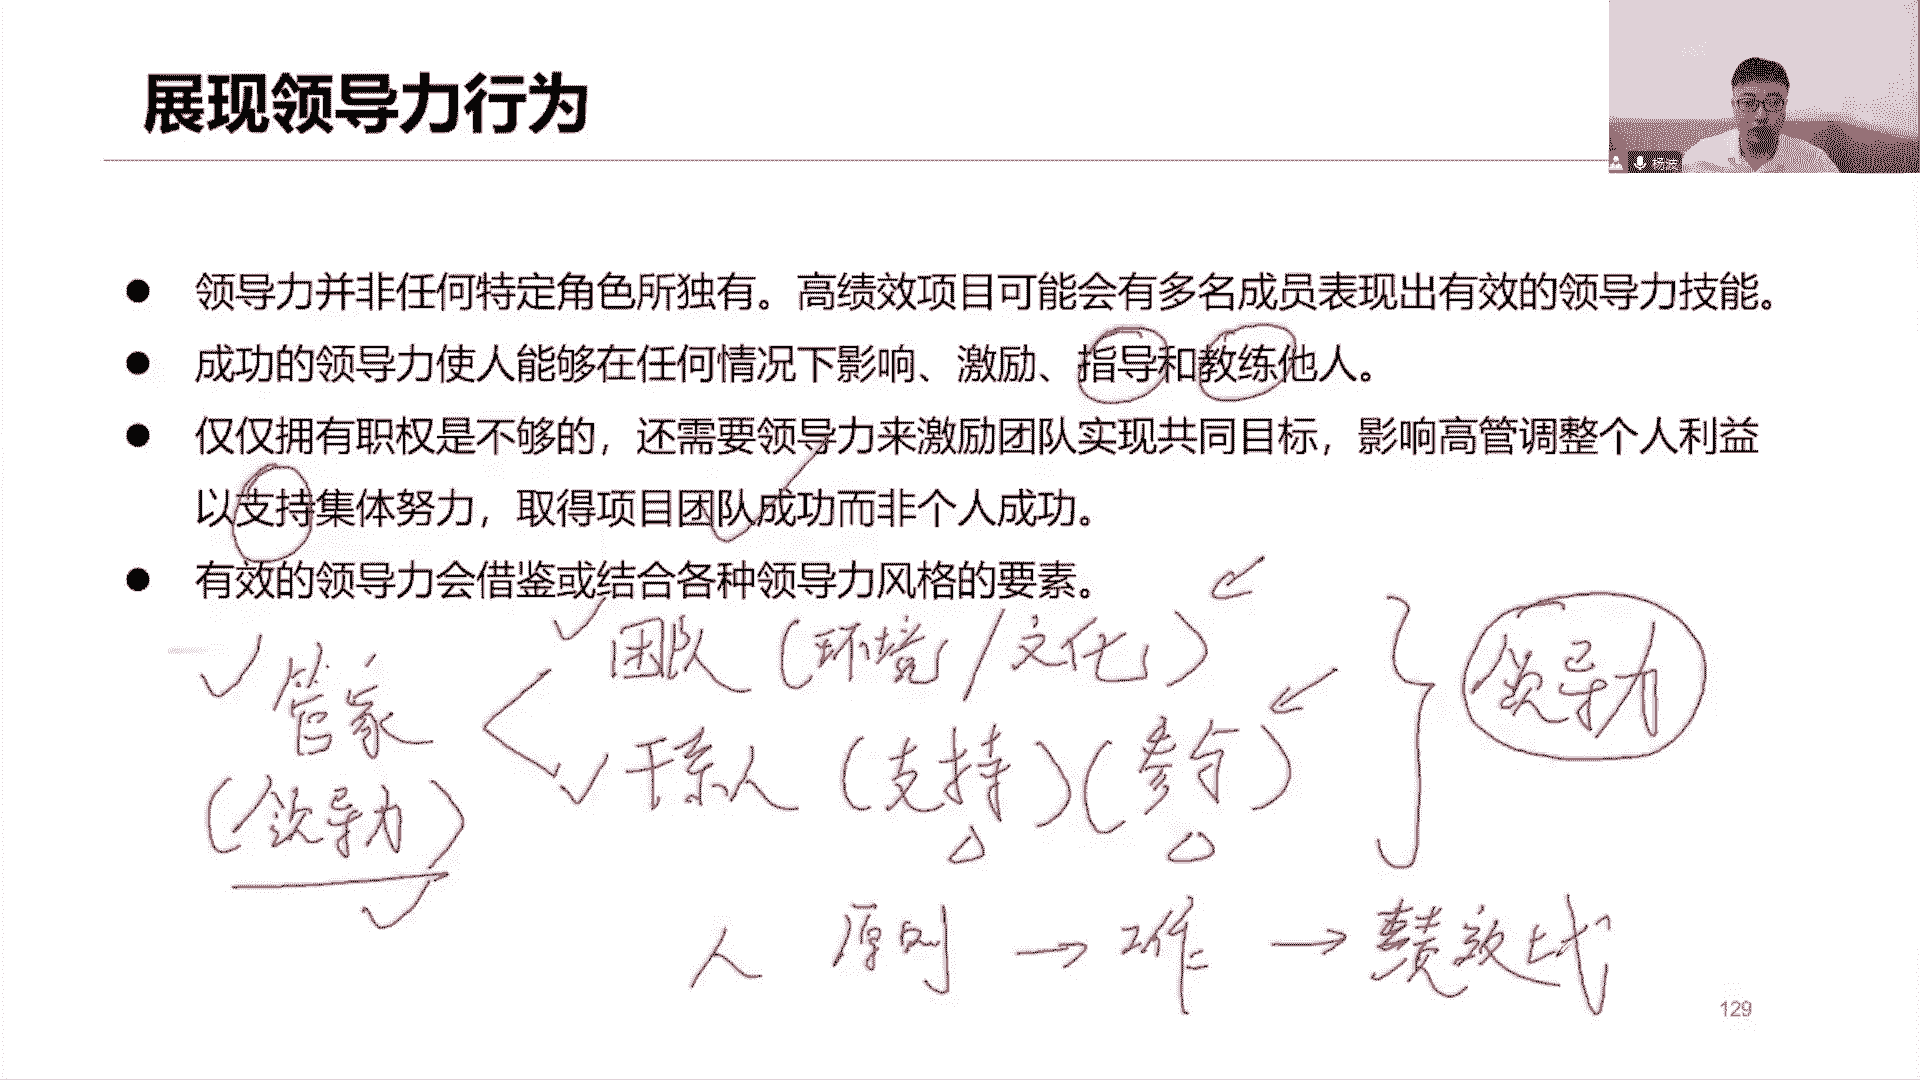 展现领导力行为
杨波
● 领导力并非任何特定角色所独有。高绩效项目可能会有多名成员表现出有效的领导力技能。
● 成功的领导力使人能够在任何情况下影响、激励、指导和教练他人。
● 仅仅拥有职权是不够的，还需要领导力来激励团队实现共同目标，影响高管调整个人利益
以支持集体努力，取得项目团队成功而非个人成功。
● 有效的领导力会借鉴或结合各种领导力风格的要素。
团队（环境/文化）
管家
领导力
干系人（支持）（参与）
（领导力）
人 原则 → 工作 → 绩效域
129